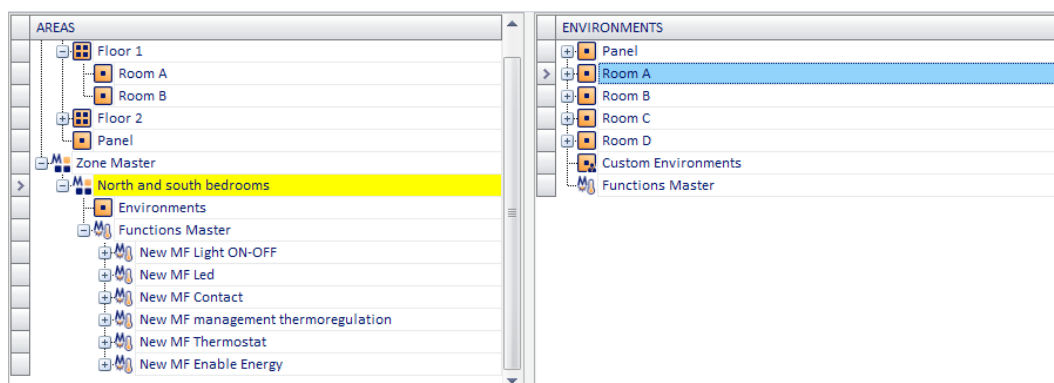 AREAS
Floor 1
Room A
Room B
Floor 2
Panel
Zone Master
North and south bedrooms
Environments
Functions Master
New MF Light ON-OFF
New MF Led
New MF Contact
New MF management thermoregulation
New MF Thermostat
New MF Enable Energy
ENVIRONMENTS
Panel
Room A
Room B
Room C
Room D
Custom Environments
Functions Master